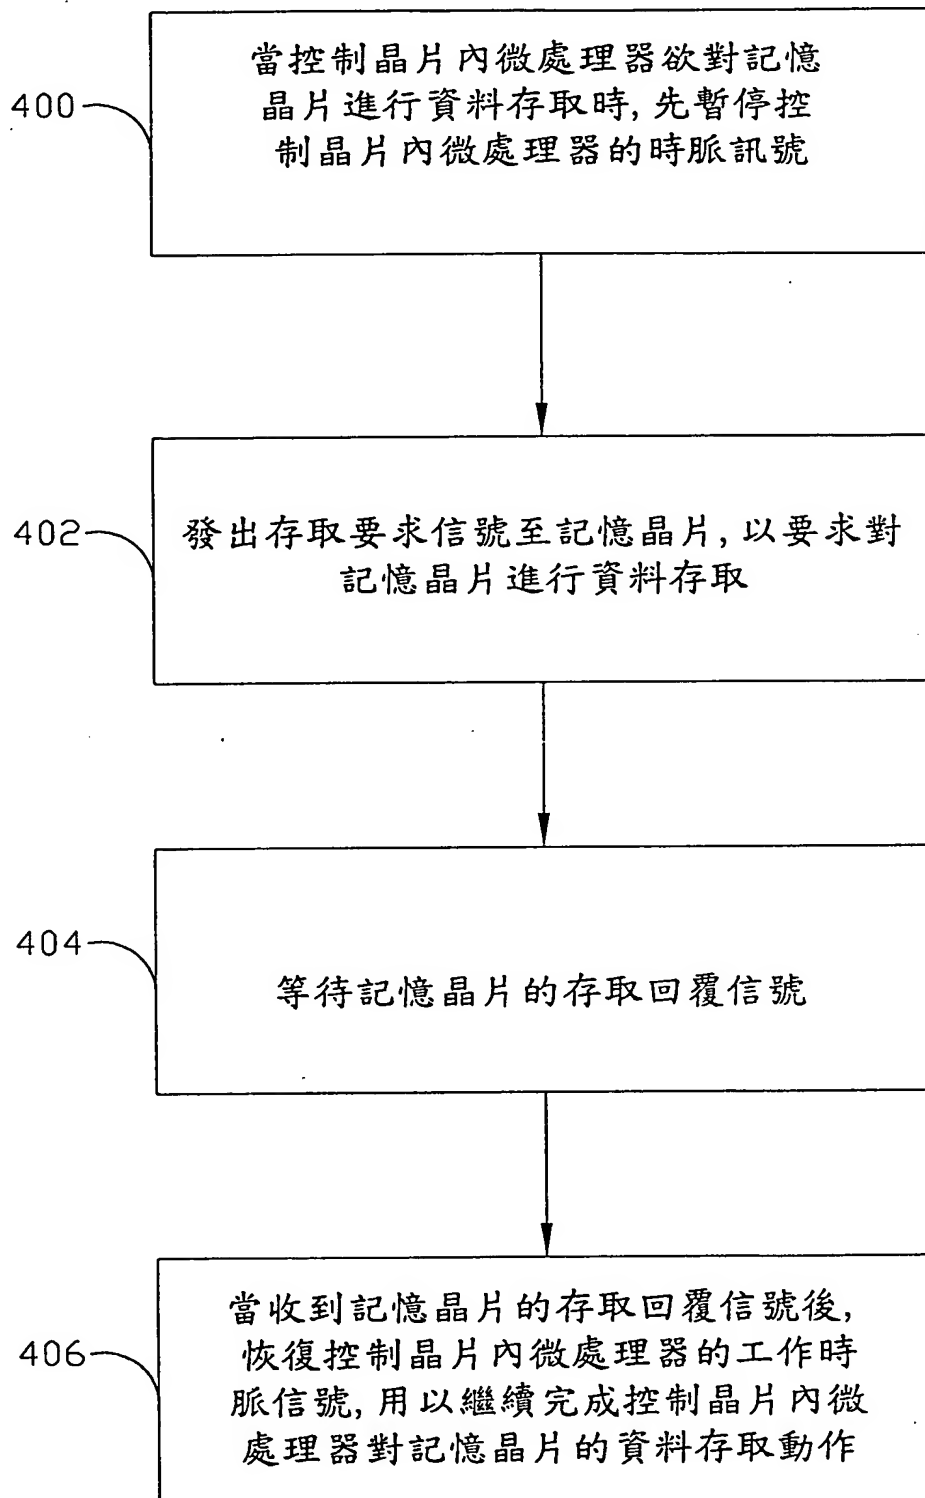 400
當控制晶片內微處理器欲對記憶
晶片進行資料存取時,先暫停控
制晶片內微處理器的時脈訊號
402
發出存取要求信號至記憶晶片,以要求對
記憶晶片進行資料存取
404
等待記憶晶片的存取回覆信號
406
當收到記憶晶片的存取回覆信號後,
恢復控制晶片內微處理器的工作時
脈信號,用以繼續完成控制晶片內微
處理器對記憶晶片的資料存取動作